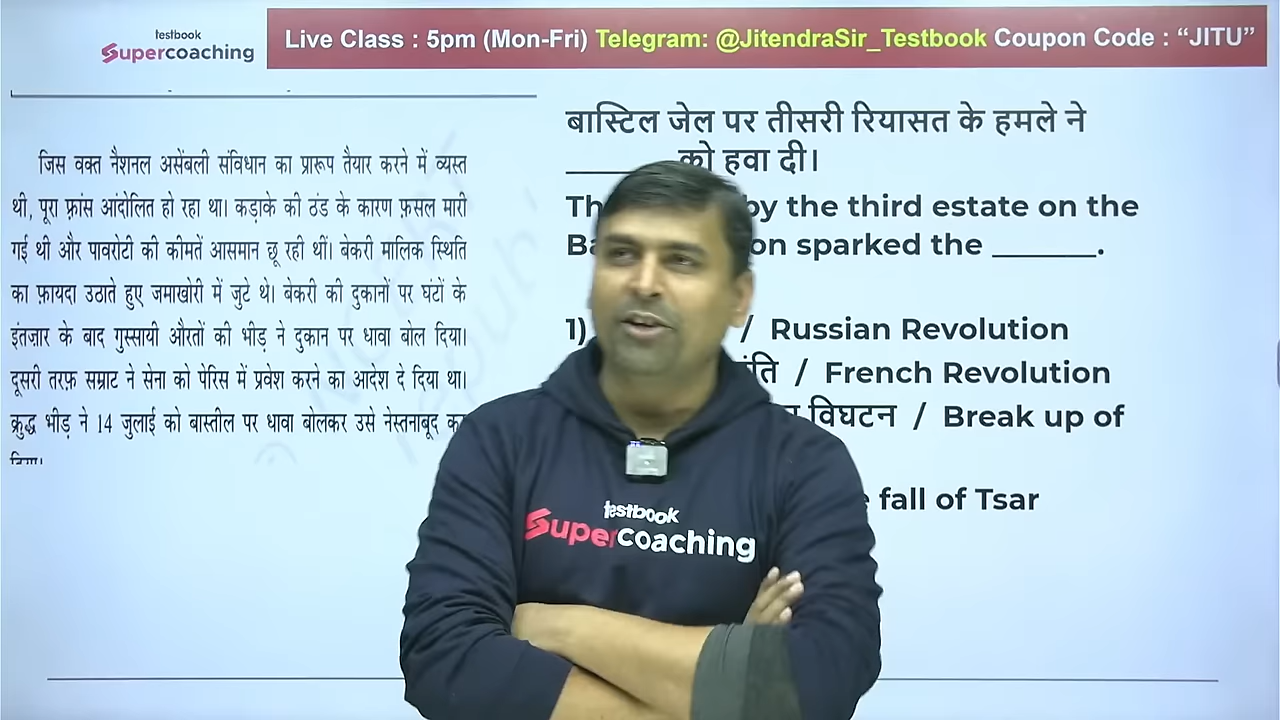 testbook
Supercoaching
Live Class : 5pm (Mon-Fri) Telegram: @JitendraSir_Testbook Coupon Code : “JITU”
जिस वक्त नैशनल असेंबली संविधान का प्रारूप तैयार करने में व्यस्त
थी, पूरा फ़्रांस आंदोलित हो रहा था। कड़ाके की ठंड के कारण फ़सल मारी
गई थी और पावरोटी की कीमतें आसमान छू रही थीं। बेकरी मालिक स्थिति
का फ़ायदा उठाते हुए जमाखोरी में जुटे थे। बेकरी की दुकानों पर घंटों के
इंतजार के बाद गुस्सायी औरतों की भीड़ ने दुकान पर धावा बोल दिया।
दूसरी तरफ़ सम्राट ने सेना को पेरिस में प्रवेश करने का आदेश दे दिया था।
क्रुद्ध भीड़ ने 14 जुलाई को बास्तील पर धावा बोलकर उसे नेस्तनाबूद
बास्टिल जेल पर तीसरी रियासत के हमले ने
_______ को हवा दी।
by the third estate on the
sparked the _______.
1) / Russian Revolution
/ French Revolution
विघटन / Break up of
fall of Tsar
testbook
Supercoaching